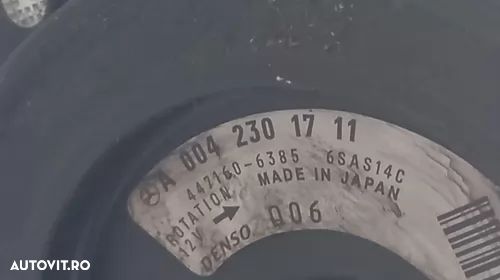 A 004 230 17 11
447160-6385 6SAS14C
ROTATION MADE IN JAPAN
12V
DENSO 006
AUTOVIT.RO